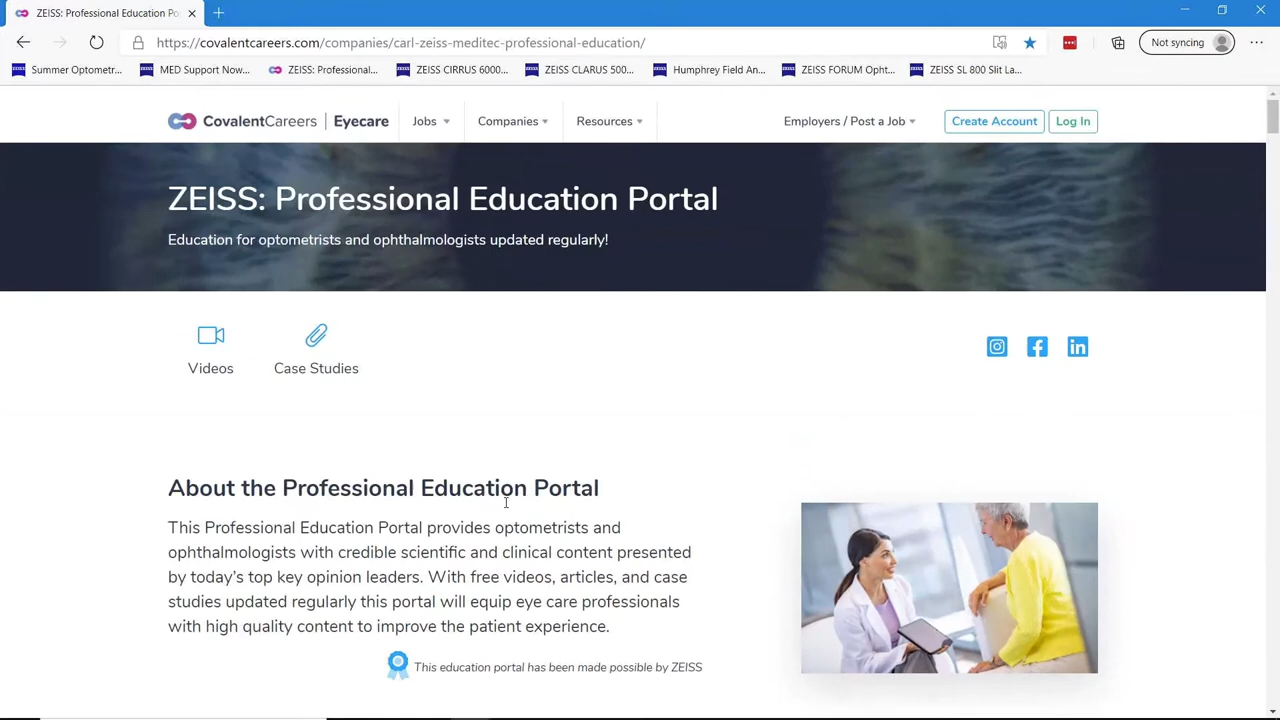 ZEISS: Professional Education Po
https://covalentcareers.com/companies/carl-zeiss-meditec-professional-education/
Not syncing
Summer Optometr...
MED Support Now...
ZEISS: Professional...
ZEISS CIRRUS 6000...
ZEISS CLARUS 500...
Humphrey Field An...
ZEISS FORUM Opht...
ZEISS SL 800 Slit La...
CovalentCareers | Eyecare
Jobs
Companies
Resources
Employers / Post a Job
Create Account
Log In
ZEISS: Professional Education Portal
Education for optometrists and ophthalmologists updated regularly!
Videos
Case Studies
About the Professional Education Portal
This Professional Education Portal provides optometrists and
ophthalmologists with credible scientific and clinical content presented
by today's top key opinion leaders. With free videos, articles, and case
studies updated regularly this portal will equip eye care professionals
with high quality content to improve the patient experience.
This education portal has been made possible by ZEISS